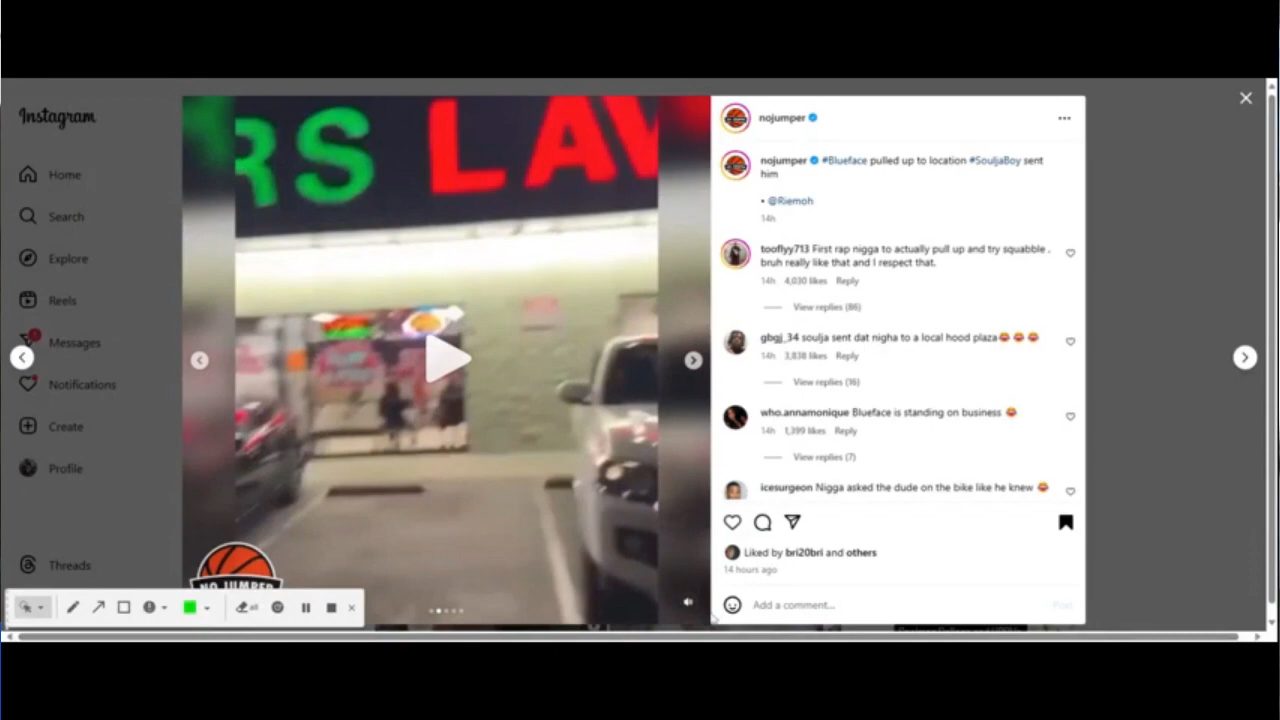 Instagram
Home
Search
Explore
Reels
Messages
Notifications
Create
Profile
Threads
RS LAV
NO JUMPER
nojumper
nojumper #Blueface pulled up to location #SouljaBoy sent
him
• @Riemoh
14h
tooflyy713 First rap nigga to actually pull up and try squabble .
bruh really like that and I respect that.
14h 4,030 likes Reply
View replies (86)
gbgj_34 soulja sent dat nigha to a local hood plaza😂 😂 😂
14h 3,838 likes Reply
View replies (16)
who.annamonique Blueface is standing on business 😂
14h 1,399 likes Reply
View replies (7)
icesurgeon Nigga asked the dude on the bike like he knew 😂
Liked by bri20bri and others
14 hours ago
Add a comment...
Post